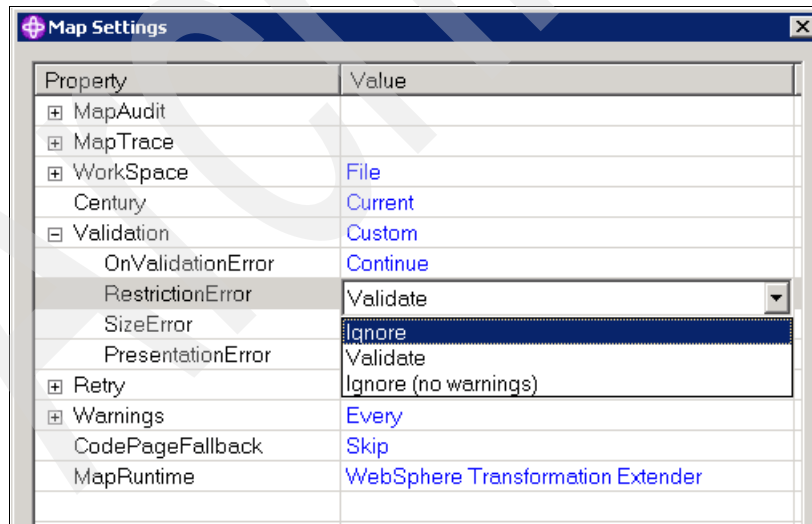 Map Settings
Property Value
MapAudit
MapTrace
WorkSpace File
Century Current
Validation Custom
OnValidationError Continue
RestrictionError Validate
SizeError Ignore
PresentationError Validate
Retry Ignore (no warnings)
Warnings Every
CodePageFallback Skip
MapRuntime WebSphere Transformation Extender